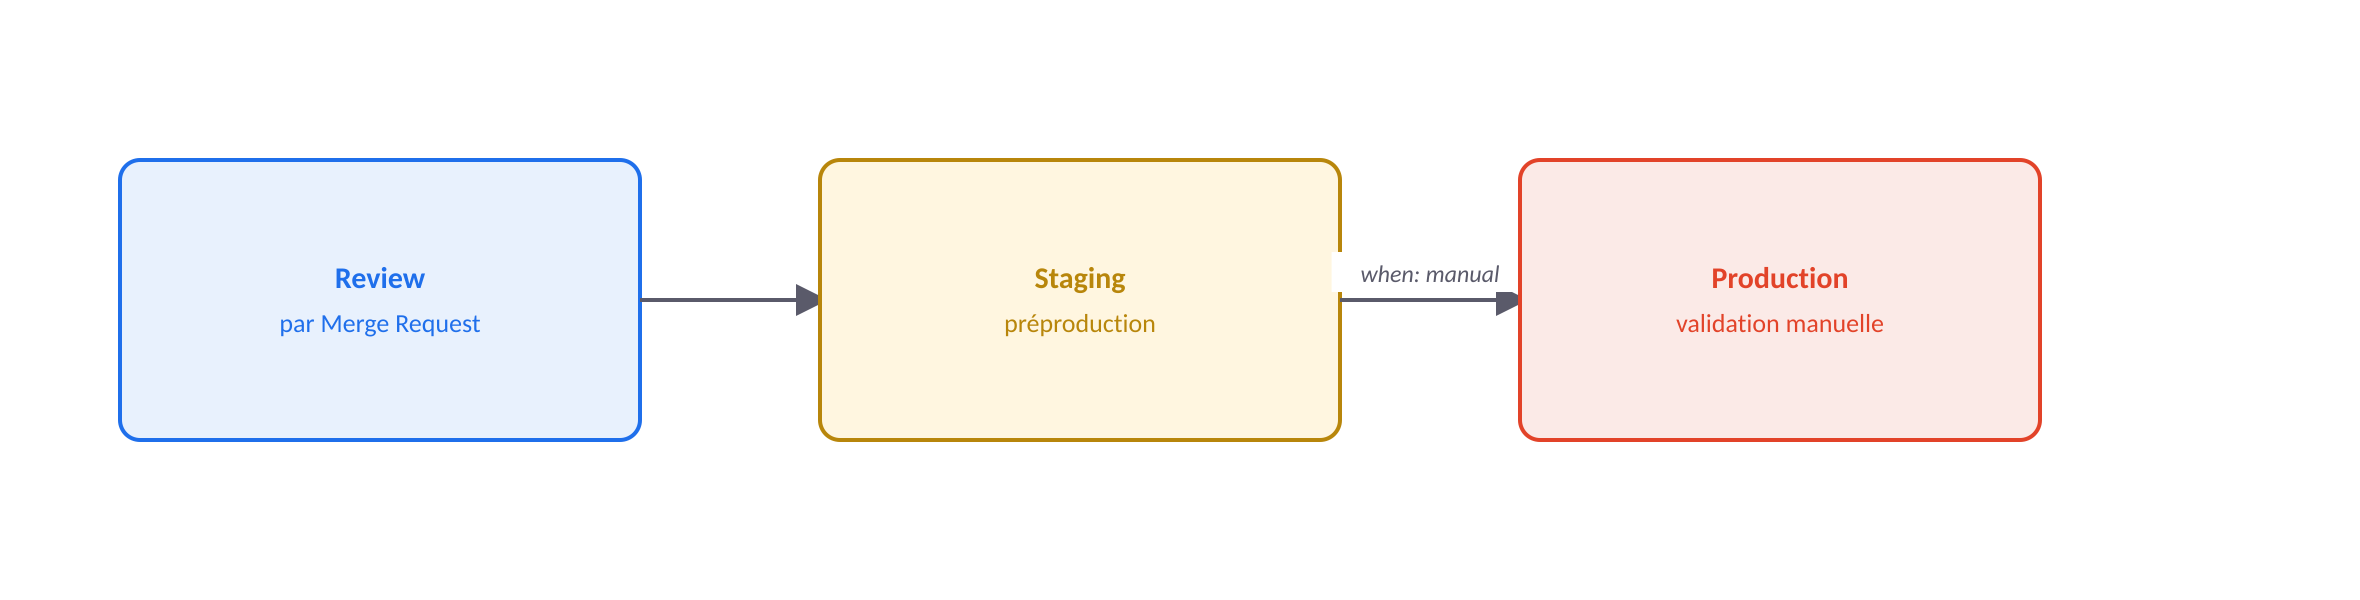 Review
par Merge Request
Staging
préproduction
when: manual
Production
validation manuelle